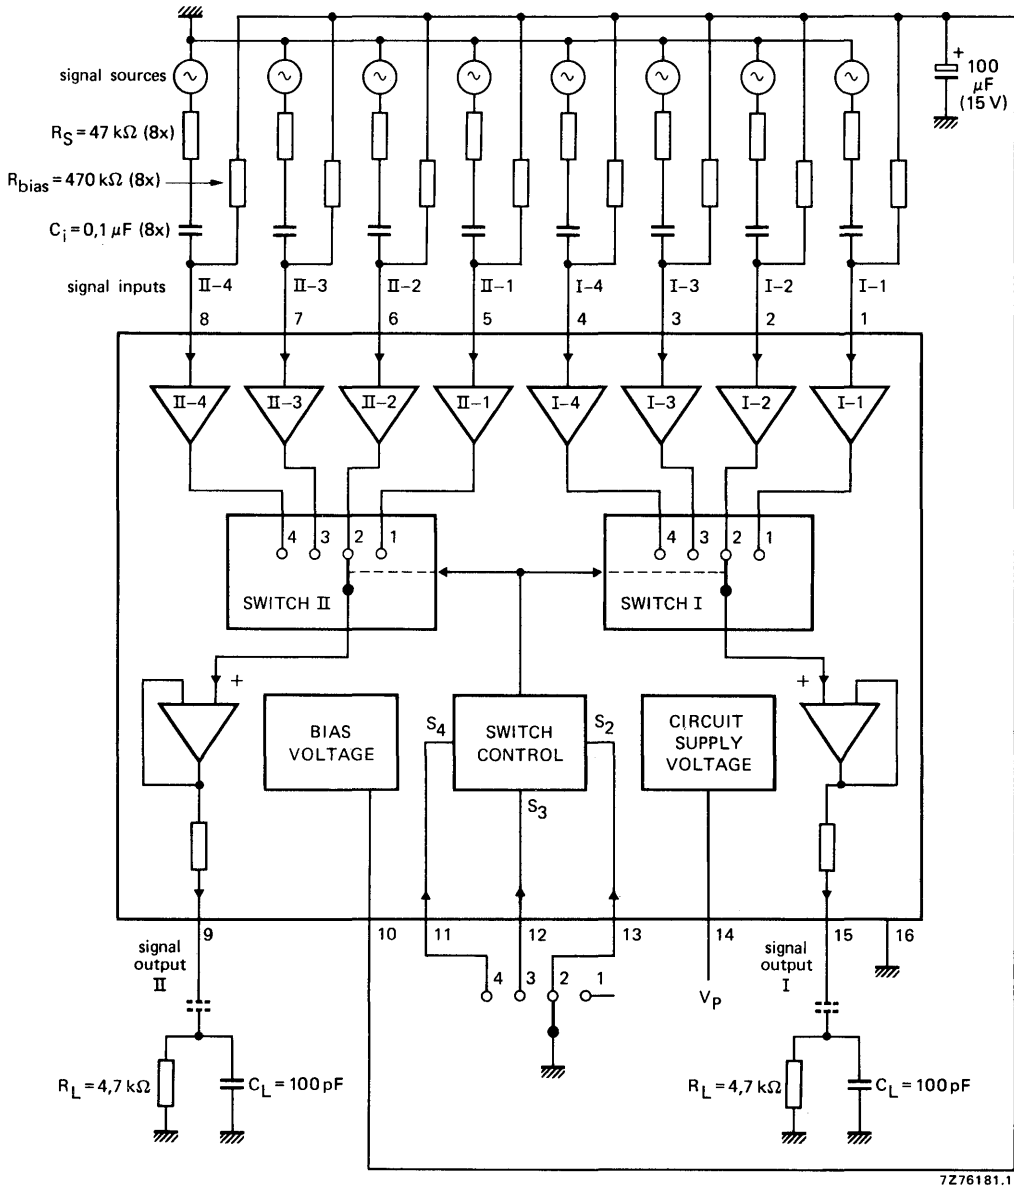 signal sources
+
100
μF
(15 V)
R_S = 47 kΩ (8x)
R_bias = 470 kΩ (8x)
C_i = 0,1 μF (8x)
signal inputs
II-4 II-3 II-2 II-1 I-4 I-3 I-2 I-1
8 7 6 5 4 3 2 1
II-4 II-3 II-2 II-1 I-4 I-3 I-2 I-1
4 3 2 1 4 3 2 1
SWITCH II SWITCH I
+ +
BIAS
VOLTAGE
S4
SWITCH
CONTROL
S2
S3
CIRCUIT
SUPPLY
VOLTAGE
9 10 11 12 13 14 15 16
signal
output
II
4 3 2 1
V_P
signal
output
I
R_L = 4,7 kΩ
C_L = 100 pF
R_L = 4,7 kΩ
C_L = 100 pF
7Z76181.1